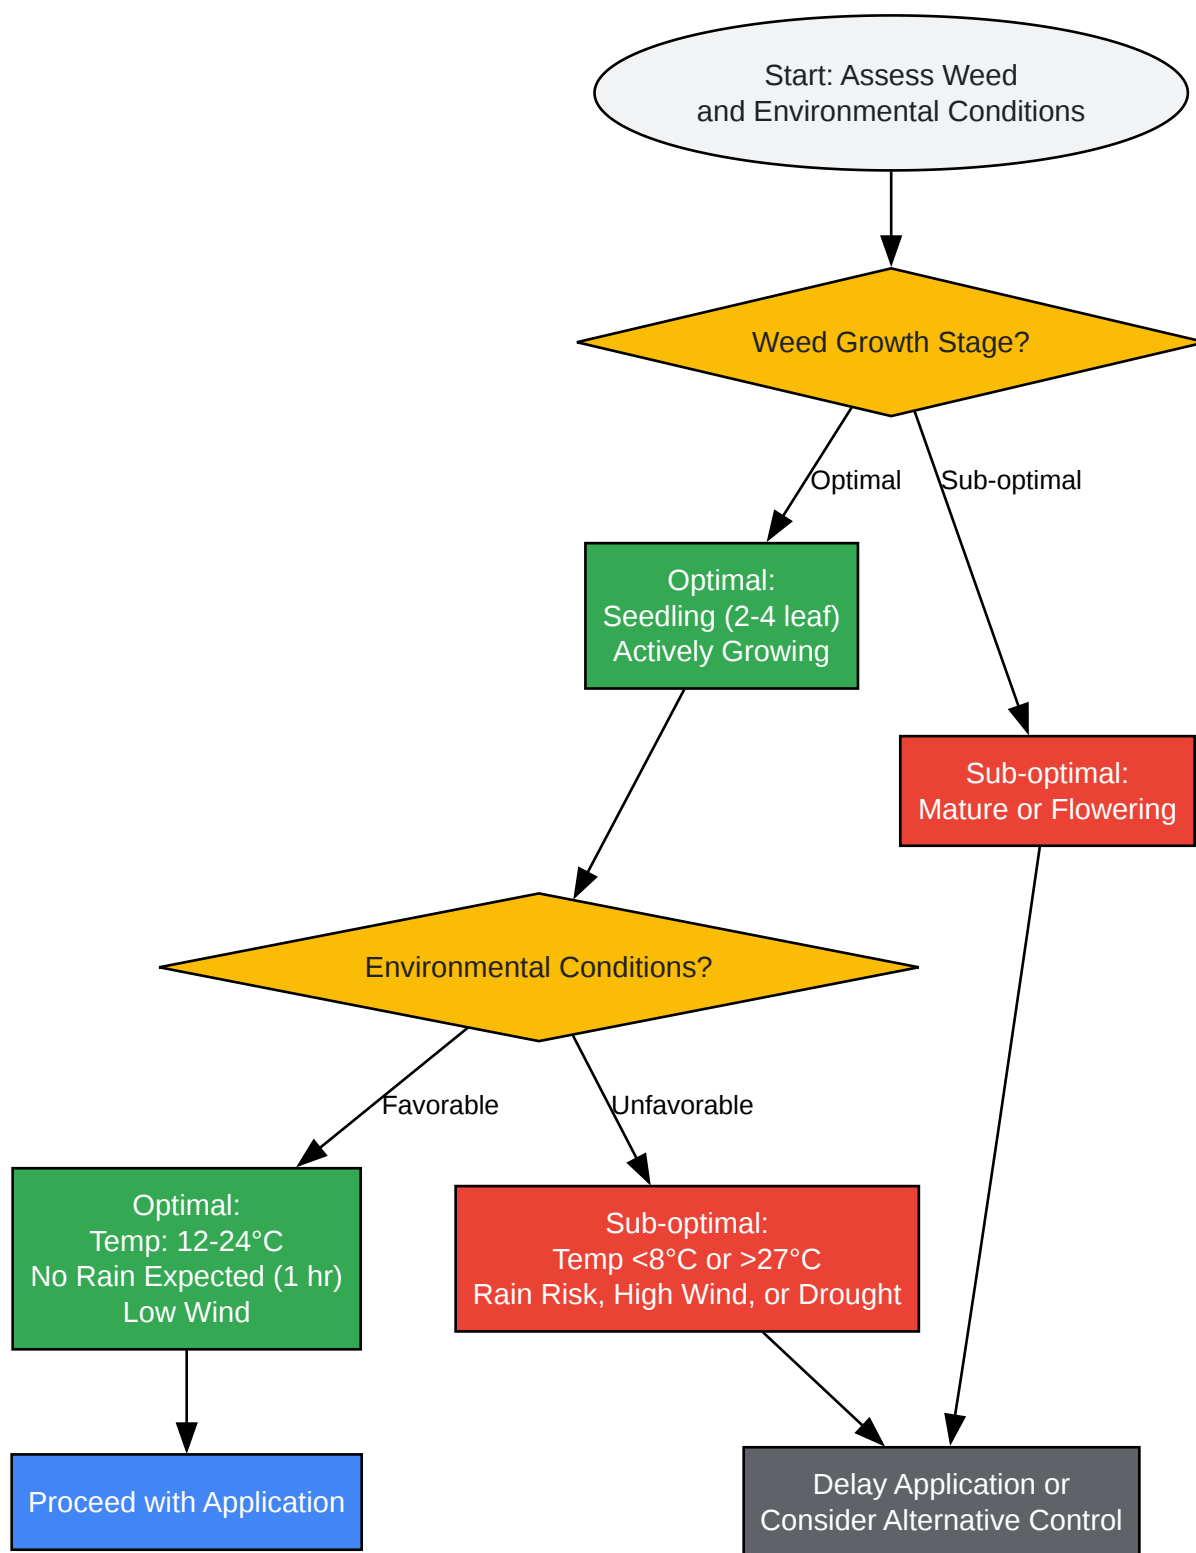 Start: Assess Weed
and Environmental Conditions
Weed Growth Stage?
Optimal
Sub-optimal
Optimal:
Seedling (2-4 leaf)
Actively Growing
Sub-optimal:
Mature or Flowering
Environmental Conditions?
Favorable
Unfavorable
Optimal:
Temp: 12-24°C
No Rain Expected (1 hr)
Low Wind
Sub-optimal:
Temp <8°C or >27°C
Rain Risk, High Wind, or Drought
Proceed with Application
Delay Application or
Consider Alternative Control